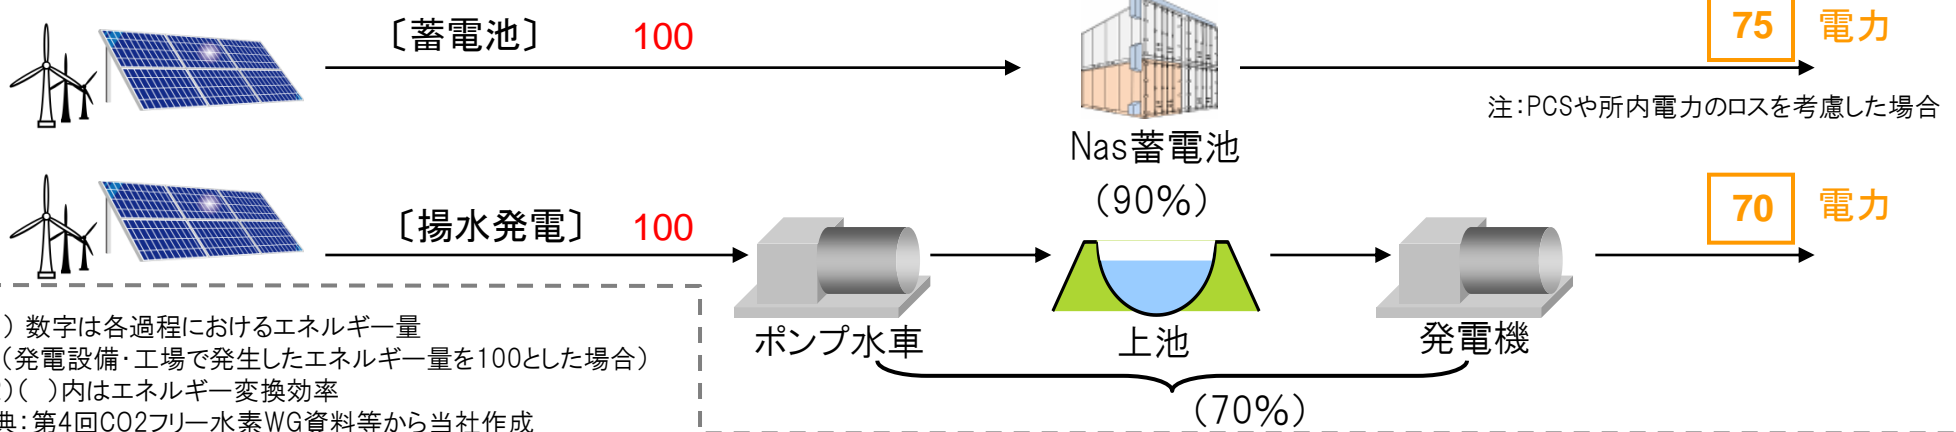 〔蓄電池〕 100
75 電力
注：PCSや所内電力のロスを考慮した場合
Nas蓄電池
（90％）
〔揚水発電〕 100
70 電力
ポンプ水車
上池
発電機
（70％）
） 数字は各過程におけるエネルギー量
（発電設備・工場で発生したエネルギー量を100とした場合）
）（ ）内はエネルギー変換効率
：第4回CO2フリー水素WG資料等から当社作成